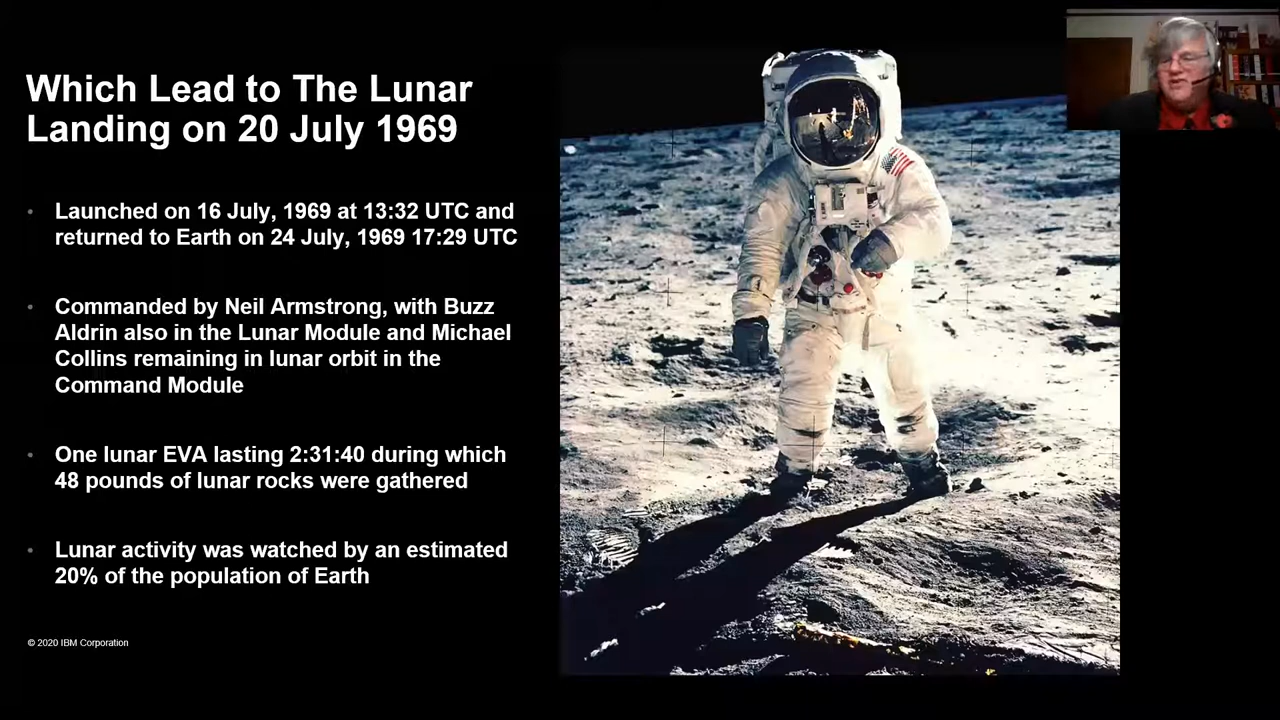 Which Lead to The Lunar
Landing on 20 July 1969
• Launched on 16 July, 1969 at 13:32 UTC and
returned to Earth on 24 July, 1969 17:29 UTC
• Commanded by Neil Armstrong, with Buzz
Aldrin also in the Lunar Module and Michael
Collins remaining in lunar orbit in the
Command Module
• One lunar EVA lasting 2:31:40 during which
48 pounds of lunar rocks were gathered
• Lunar activity was watched by an estimated
20% of the population of Earth
© 2020 IBM Corporation